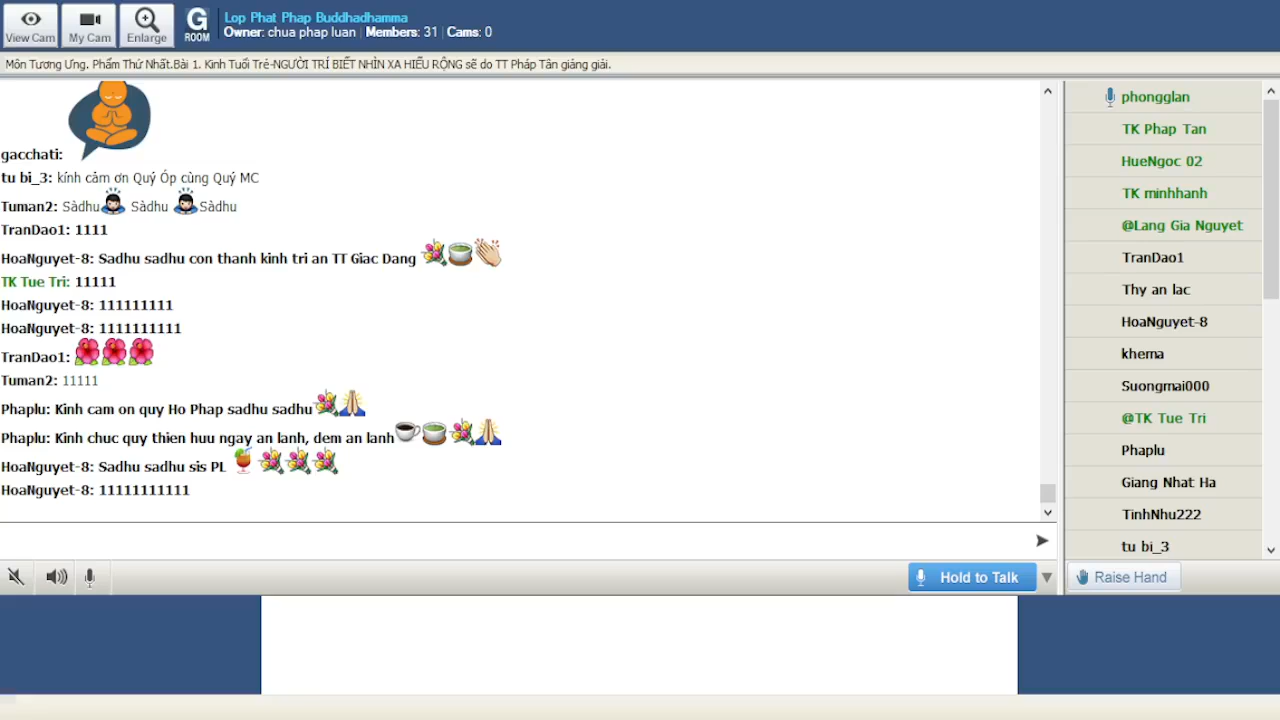 View Cam
My Cam
Enlarge
G
ROOM
Lop Phat Phap Buddhadhamma
Owner: chua phap luan | Members: 31 | Cams: 0
Môn Tương Ưng. Phẩm Thứ Nhất.Bài 1. Kinh Tuổi Trẻ-NGƯỜI TRÍ BIẾT NHÌN XA HIỂU RỘNG sẽ do TT Pháp Tân giảng giải.
gacchati:
tu bi_3: kính cảm ơn Quý Óp cùng Quý MC
Tuman2: Sàdhu Sàdhu Sàdhu
TranDao1: 1111
HoaNguyet-8: Sadhu sadhu con thanh kinh tri an TT Giac Dang
TK Tue Tri: 11111
HoaNguyet-8: 111111111
HoaNguyet-8: 1111111111
TranDao1:
Tuman2: 11111
Phaplu: Kinh cam on quy Ho Phap sadhu sadhu
Phaplu: Kinh chuc quy thien huu ngay an lanh, dem an lanh
HoaNguyet-8: Sadhu sadhu sis PL
HoaNguyet-8: 11111111111
phongglan
TK Phap Tan
HueNgoc 02
TK minhhanh
@Lang Gia Nguyet
TranDao1
Thy an lac
HoaNguyet-8
khema
Suongmai000
@TK Tue Tri
Phaplu
Giang Nhat Ha
TinhNhu222
tu bi_3
Hold to Talk
Raise Hand